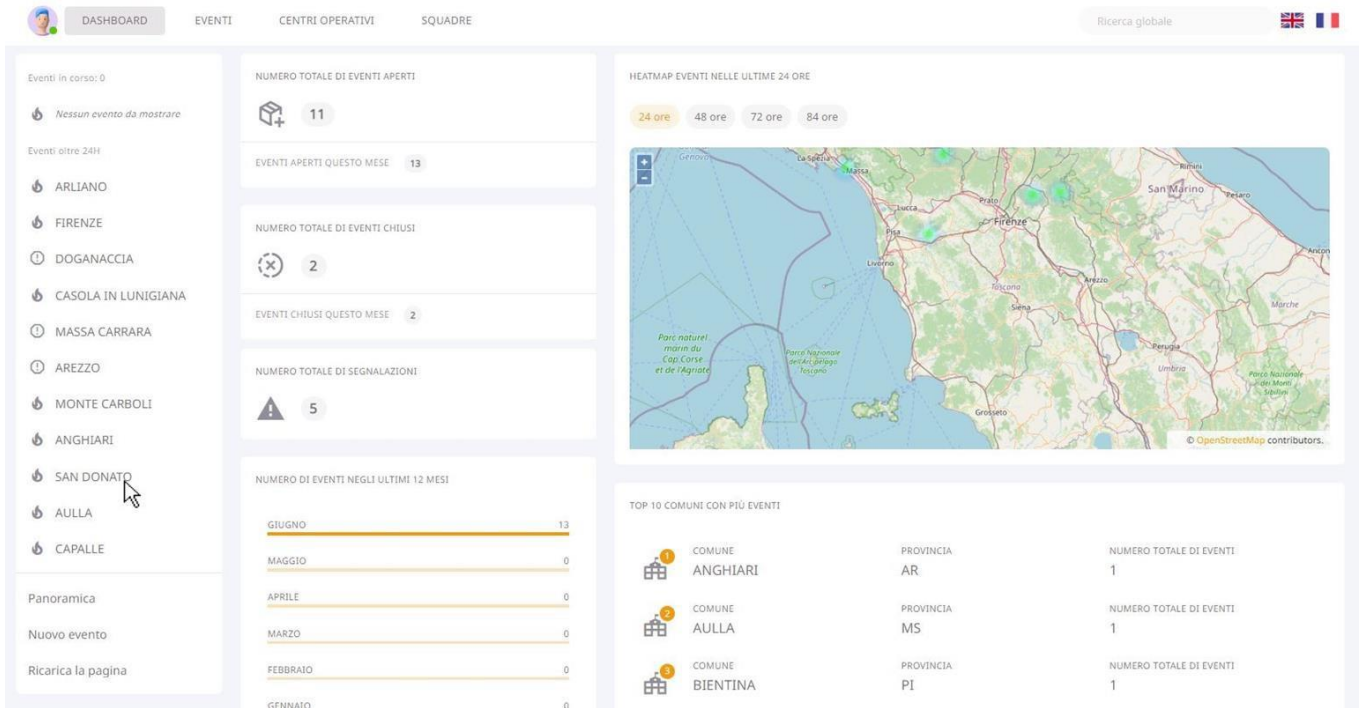 DASHBOARD
EVENTI
CENTRI OPERATIVI
SQUADRE
Ricerca globale
Eventi in corso: 0
Nessun evento da mostrare
Eventi oltre 24H
ARLIANO
FIRENZE
DOGANACCIA
CASOLA IN LUNIGIANA
MASSA CARRARA
AREZZO
MONTE CARBOLI
ANGHIARI
SAN DONATO
AULLA
CAPALLE
Panoramica
Nuovo evento
Ricarica la pagina
NUMERO TOTALE DI EVENTI APERTI
11
EVENTI APERTI QUESTO MESE 13
NUMERO TOTALE DI EVENTI CHIUSI
2
EVENTI CHIUSI QUESTO MESE 2
NUMERO TOTALE DI SEGNALAZIONI
5
NUMERO DI EVENTI NEGLI ULTIMI 12 MESI
GIUGNO 13
MAGGIO 0
APRILE 0
MARZO 0
FEBBRAIO 0
GENNAIO 0
HEATMAP EVENTI NELLE ULTIME 24 ORE
24 ore 48 ore 72 ore 84 ore
+
-
Genova
La Spezia
Massa
Rimini
San Marino
Pesaro
Lucca
Prato
Firenze
Pisa
Livorno
Ancon
Arezzo
Toscana
Siena
Marche
Parc naturel
marin du
Cap Corse
et de l'Agriate
Parco Nazionale
dell'Arcipelago
Toscano
Perugia
Umbria
Parco Nazionale
dei Monti
Sibillini
Grosseto
© OpenStreetMap contributors.
TOP 10 COMUNI CON PIÙ EVENTI
1
COMUNE PROVINCIA NUMERO TOTALE DI EVENTI
ANGHIARI AR 1
2
COMUNE PROVINCIA NUMERO TOTALE DI EVENTI
AULLA MS 1
3
COMUNE PROVINCIA NUMERO TOTALE DI EVENTI
BIENTINA PI 1